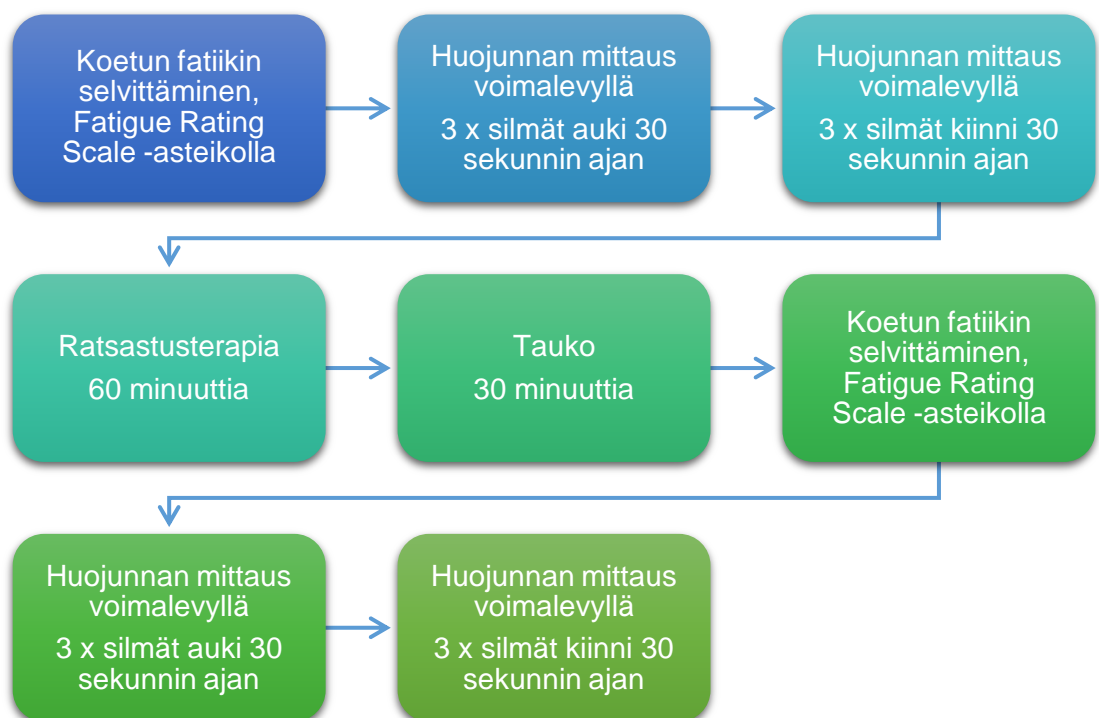 Koetun fatiikin
selvittäminen,
Fatigue Rating
Scale -asteikolla
Huojunnan mittaus
voimalevyllä
3 x silmät auki 30
sekunnin ajan
Huojunnan mittaus
voimalevyllä
3 x silmät kiinni 30
sekunnin ajan
Ratsastusterapia
60 minuuttia
Tauko
30 minuuttia
Koetun fatiikin
selvittäminen,
Fatigue Rating
Scale -asteikolla
Huojunnan mittaus
voimalevyllä
3 x silmät auki 30
sekunnin ajan
Huojunnan mittaus
voimalevyllä
3 x silmät kiinni 30
sekunnin ajan